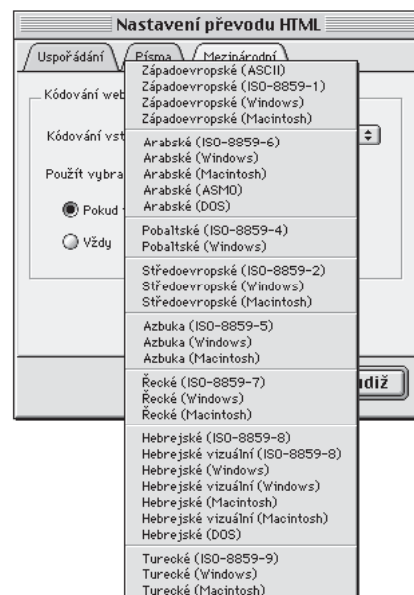 Nastavení převodu HTML
Uspořádání Písma Mezinárodní
Kódování web
Kódování vst
Použít vybra
Pokud
Vždy
Západoevropské (ASCII)
Západoevropské (ISO-8859-1)
Západoevropské (Windows)
Západoevropské (Macintosh)
Arabské (ISO-8859-6)
Arabské (Windows)
Arabské (Macintosh)
Arabské (ASMO)
Arabské (DOS)
Pobaltské (ISO-8859-4)
Pobaltské (Windows)
Středoevropské (ISO-8859-2)
Středoevropské (Windows)
Středoevropské (Macintosh)
Azbuka (ISO-8859-5)
Azbuka (Windows)
Azbuka (Macintosh)
Řecké (ISO-8859-7)
Řecké (Windows)
Řecké (Macintosh)
udiž
Hebrejské (ISO-8859-8)
Hebrejské vizuální (ISO-8859-8)
Hebrejské (Windows)
Hebrejské vizuální (Windows)
Hebrejské (Macintosh)
Hebrejské vizuální (Macintosh)
Hebrejské (DOS)
Turecké (ISO-8859-9)
Turecké (Windows)
Turecké (Macintosh)